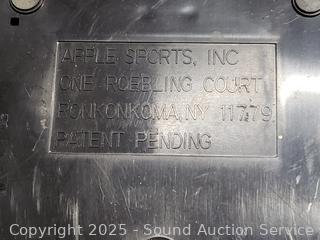 APPLE SPORTS, INC
ONE ROEBLING COURT
RONKONKOMA, NY 11779
PATENT PENDING
Copyright 2025 - Sound Auction Service